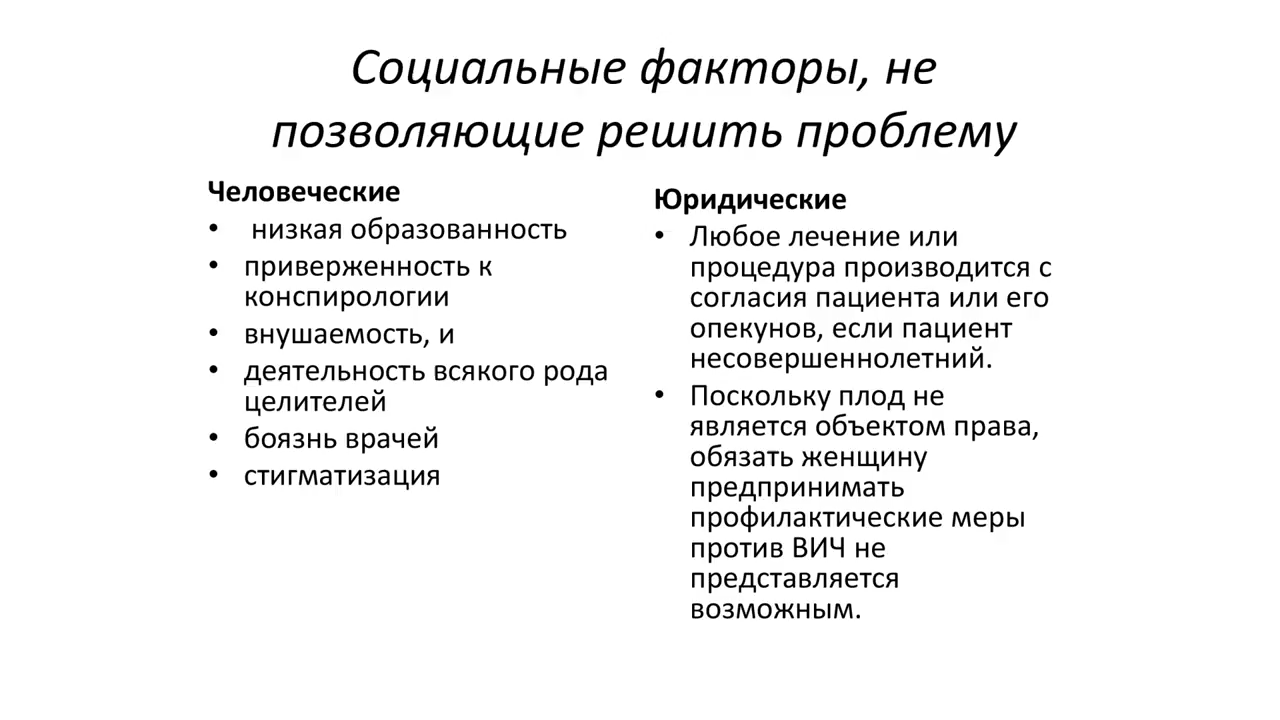 Социальные факторы, не
позволяющие решить проблему
Человеческие
• низкая образованность
• приверженность к
конспирологии
• внушаемость, и
• деятельность всякого рода
целителей
• боязнь врачей
• стигматизация
Юридические
• Любое лечение или
процедура производится с
согласия пациента или его
опекунов, если пациент
несовершеннолетний.
• Поскольку плод не
является объектом права,
обязать женщину
предпринимать
профилактические меры
против ВИЧ не
представляется
возможным.